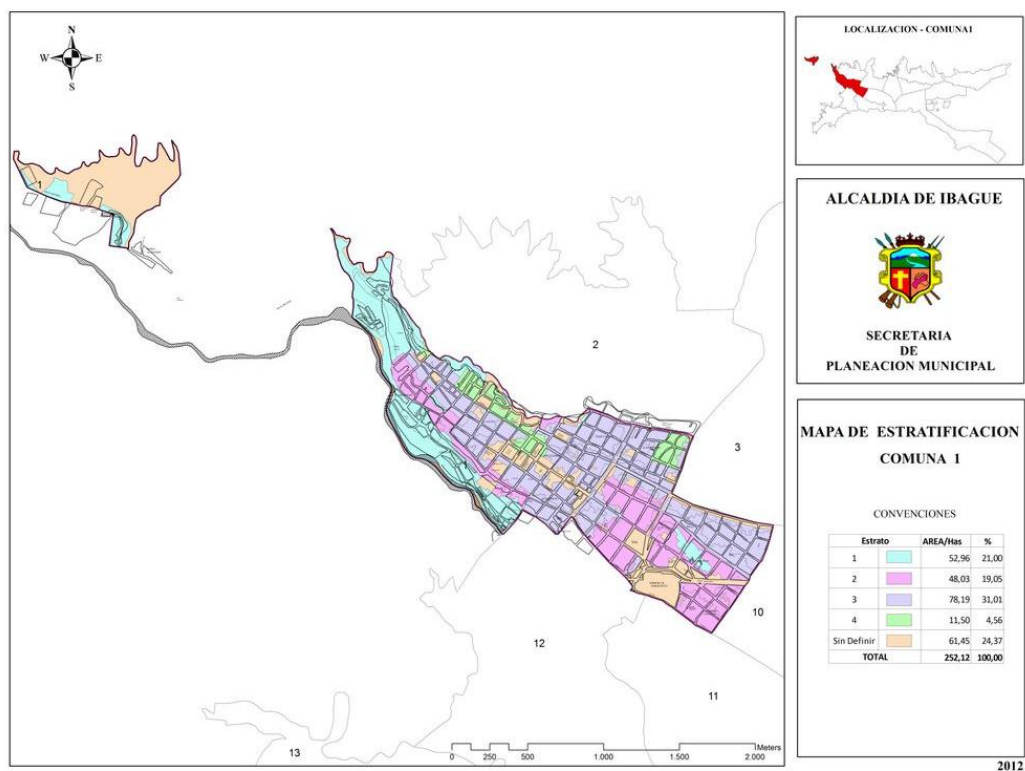 N
W E
S
1
2
3
10
12
11
13
0 250 500 1.000 1.500 2.000
Meters
LOCALIZACION - COMUNA1
ALCALDIA DE IBAGUE
SECRETARIA
DE
PLANEACION MUNICIPAL
MAPA DE ESTRATIFICACION
COMUNA 1
CONVENCIONES
Estrato AREA/Has %
1 52,96 21,00
2 48,03 19,05
3 78,19 31,01
4 11,50 4,56
Sin Definir 61,45 24,37
TOTAL 252,12 100,00
2012